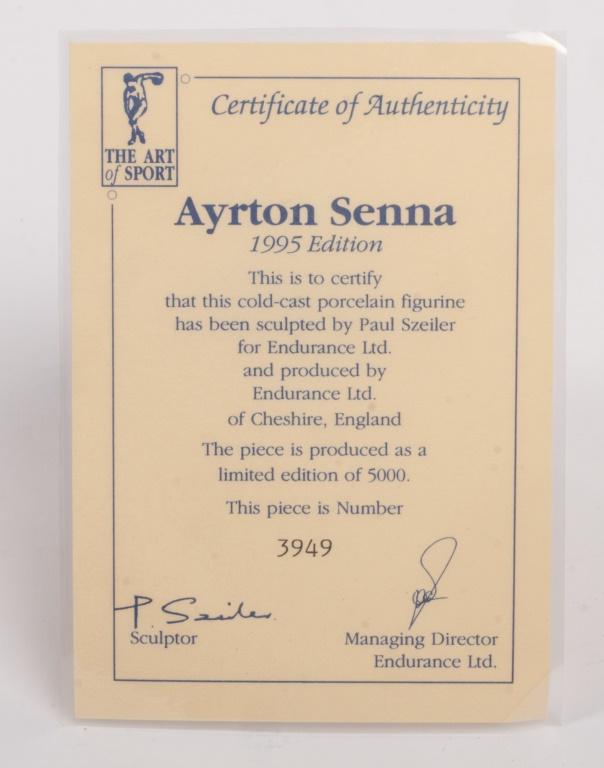 THE ART
of SPORT
Certificate of Authenticity
Ayrton Senna
1995 Edition
This is to certify
that this cold-cast porcelain figurine
has been sculpted by Paul Szeiler
for Endurance Ltd.
and produced by
Endurance Ltd.
of Cheshire, England
The piece is produced as a
limited edition of 5000.
This piece is Number
3949
P. Szeiler
Sculptor
Managing Director
Endurance Ltd.